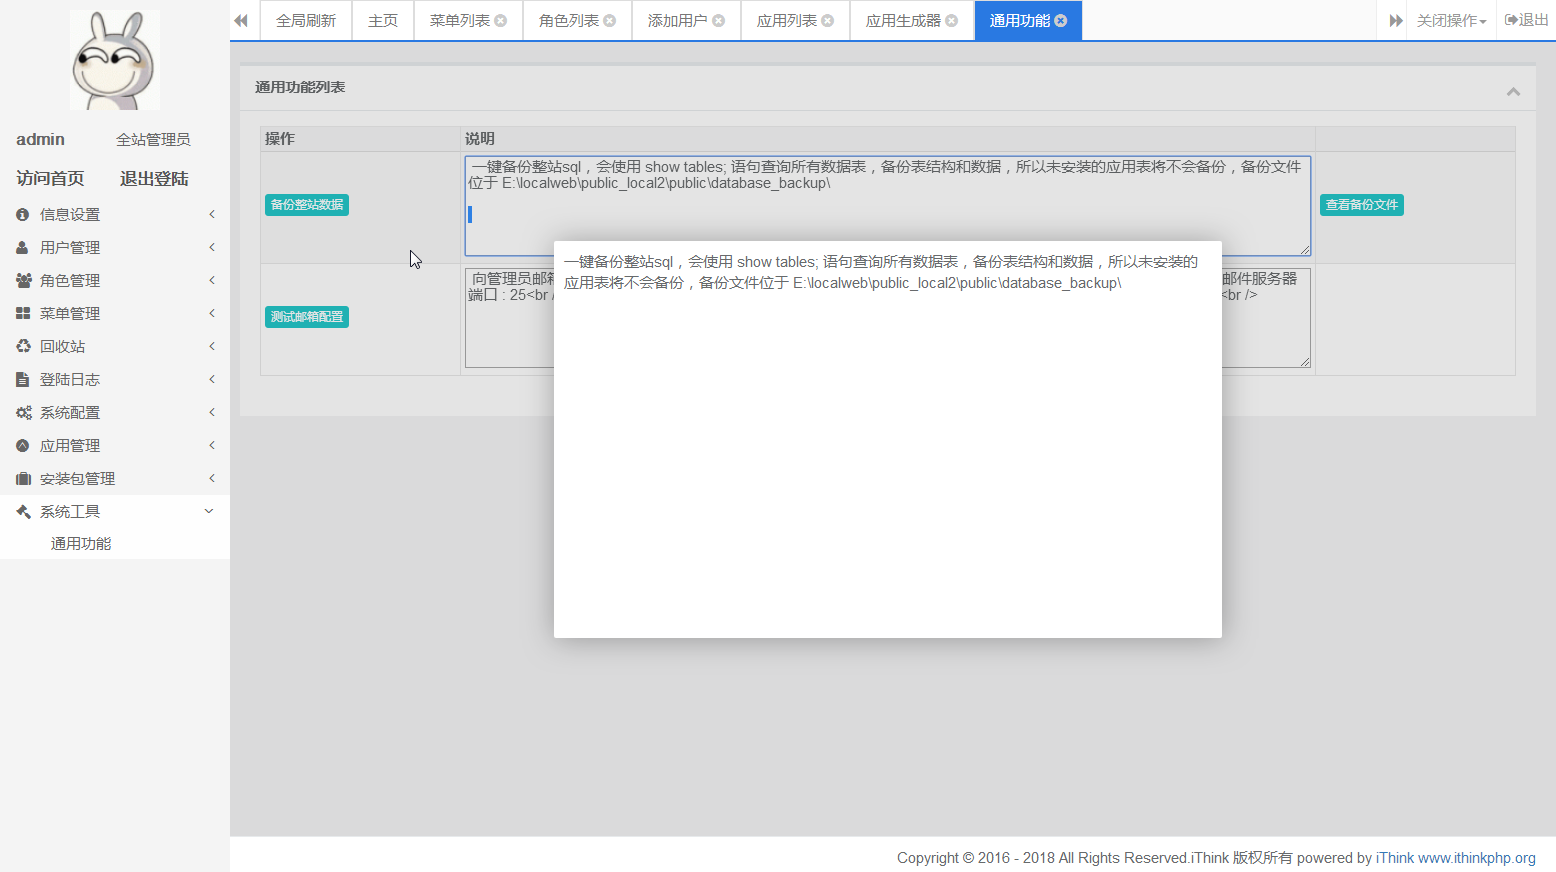 全局刷新 主页 菜单列表 角色列表 添加用户 应用列表 应用生成器 通用功能 关闭操作 退出
admin 全站管理员
访问首页 退出登陆
信息设置
用户管理
角色管理
菜单管理
回收站
登陆日志
系统配置
应用管理
安装包管理
系统工具
通用功能
通用功能列表
操作 说明
备份整站数据
一键备份整站sql，会使用 show tables; 语句查询所有数据表，备份表结构和数据，所以未安装的应用表将不会备份，备份文件
位于 E:\localweb\public_local2\public\database_backup\
查看备份文件
测试邮箱配置
向管理员邮箱 邮件服务器
端口 : 25<br / <br />
一键备份整站sql，会使用 show tables; 语句查询所有数据表，备份表结构和数据，所以未安装的
应用表将不会备份，备份文件位于 E:\localweb\public_local2\public\database_backup\
Copyright © 2016 - 2018 All Rights Reserved.iThink 版权所有 powered by iThink www.ithinkphp.org